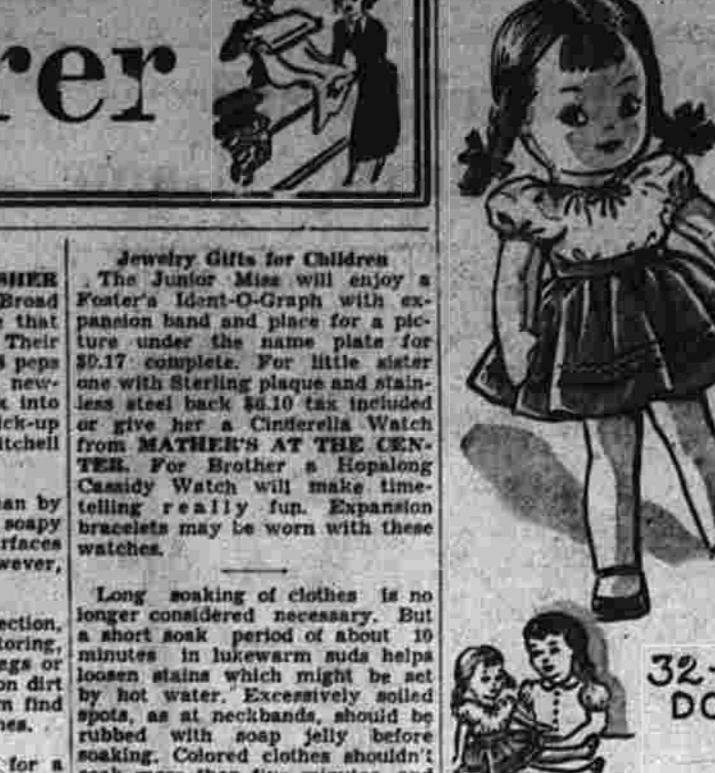 rer
SHER
Broad
that
Their
peps
new-
into
ick-up
itchell
an by
soapy
rfaces
wever,
ection,
toring,
ags or
on dirt
find
nes.
for a
Jewelry Gifts for Children
The Junior Miss will enjoy a
Foster's Ident-O-Graph with ex-
pansion band and place for a pic-
ture under the name plate for
$9.17 complete. For little sister
one with Sterling plaque and stain-
less steel back $6.10 tax included
or give her a Cinderella Watch
from MATHER'S AT THE CEN-
TER. For Brother a Hopalong
Cassidy Watch will make time-
telling really fun. Expansion
bracelets may be worn with these
watches.
Long soaking of clothes is no
longer considered necessary. But
a short soak period of about 10
minutes in lukewarm suds helps
loosen stains which might be set
by hot water. Excessively soiled
spots, as at neckbands, should be
rubbed with soap jelly before
soaking. Colored clothes shouldn't
32-
DO